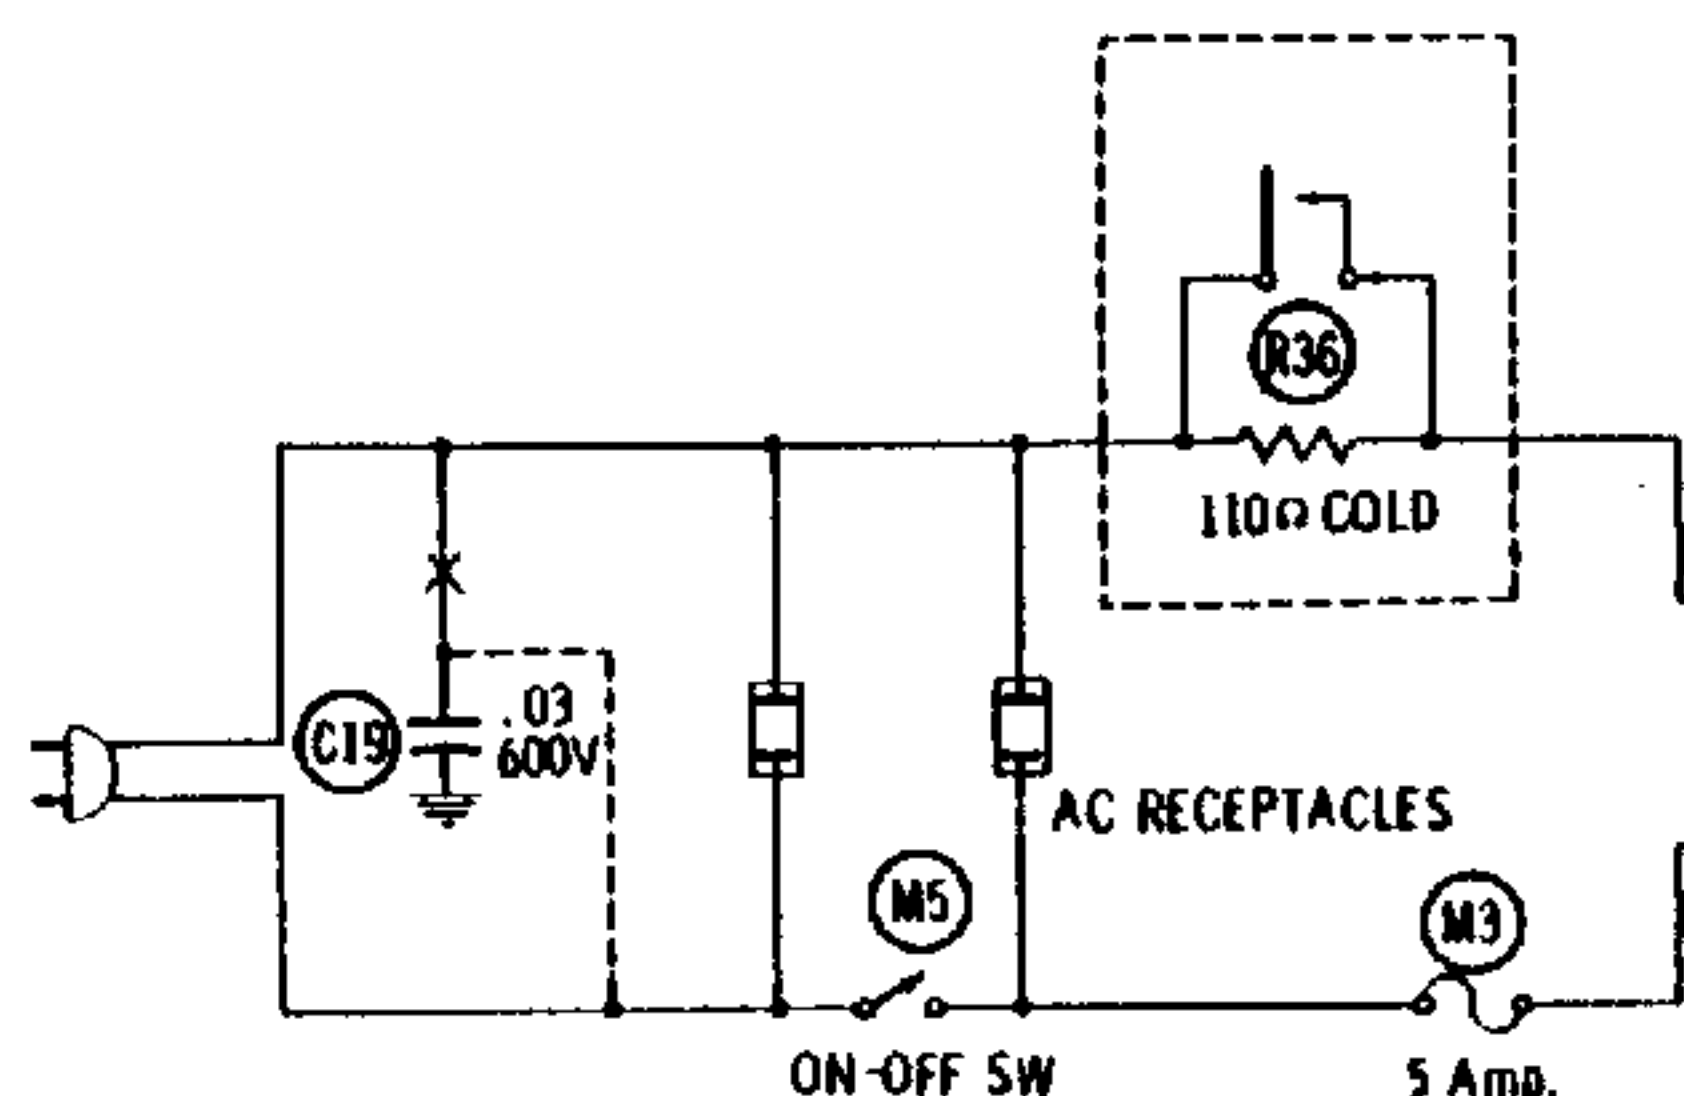 R36
110Ω COLD
C19
.03
600V
AC RECEPTACLES
M5
M3
ON-OFF SW
5 Amp.